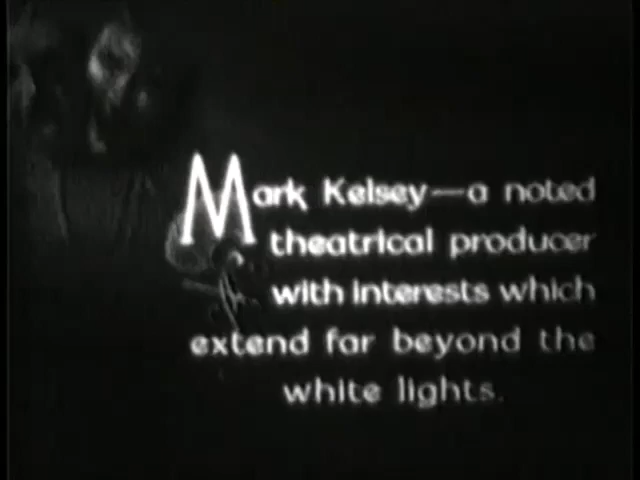 Mark Kelsey—a noted
theatrical producer
with interests which
extend far beyond the
white lights.